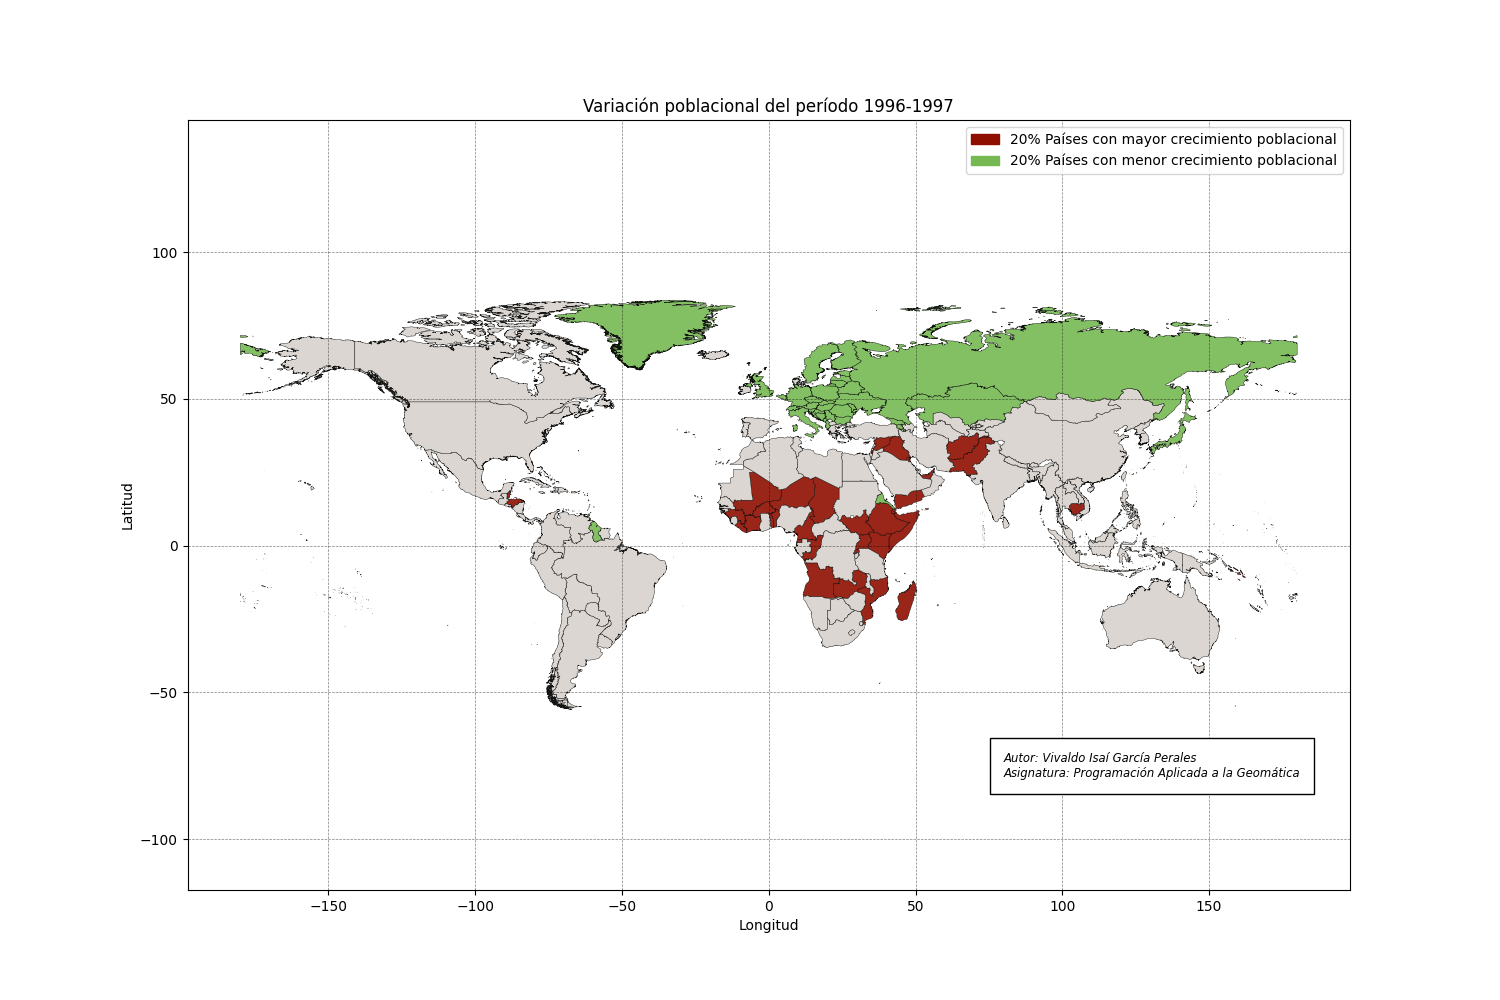 Variación poblacional del período 1996-1997
20% Países con mayor crecimiento poblacional
20% Países con menor crecimiento poblacional
100
50
0
−50
−100
Latitud
Autor: Vivaldo Isaí García Perales
Asignatura: Programación Aplicada a la Geomática
−150
−100
−50
0
50
100
150
Longitud